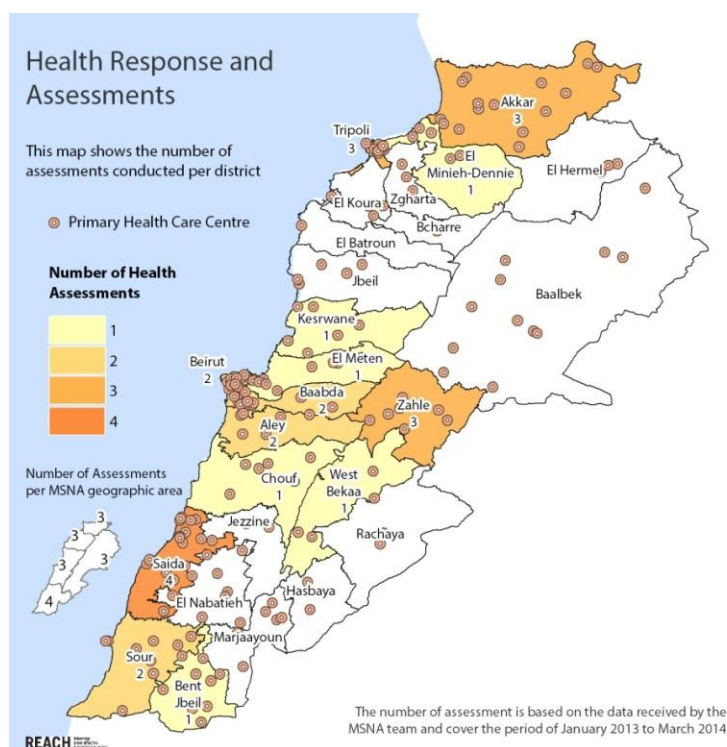 Health Response and
Assessments
This map shows the number of
assessments conducted per district
Primary Health Care Centre
Number of Health
Assessments
1
2
3
4
Number of Assessments
per MSNA geographic area
3
3
3
3
4
Akkar
3
Tripoli
3
El
Minieh-Dennie
1
El Hermel
El Koura
Zgharta
Bcharre
El Batroun
Jbeil
Baalbek
Kesrwane
1
El Meten
1
Beirut
2
Baabda
2
Zahle
3
Aley
2
Chouf
1
West
Bekaa
1
Jezzine
Rachaya
Saida
4
Hasbaya
El Nabatieh
Marjaayoun
Sour
2
Bent
Jbeil
1
The number of assessment is based on the data received by the
MSNA team and cover the period of January 2013 to March 2014
REACH